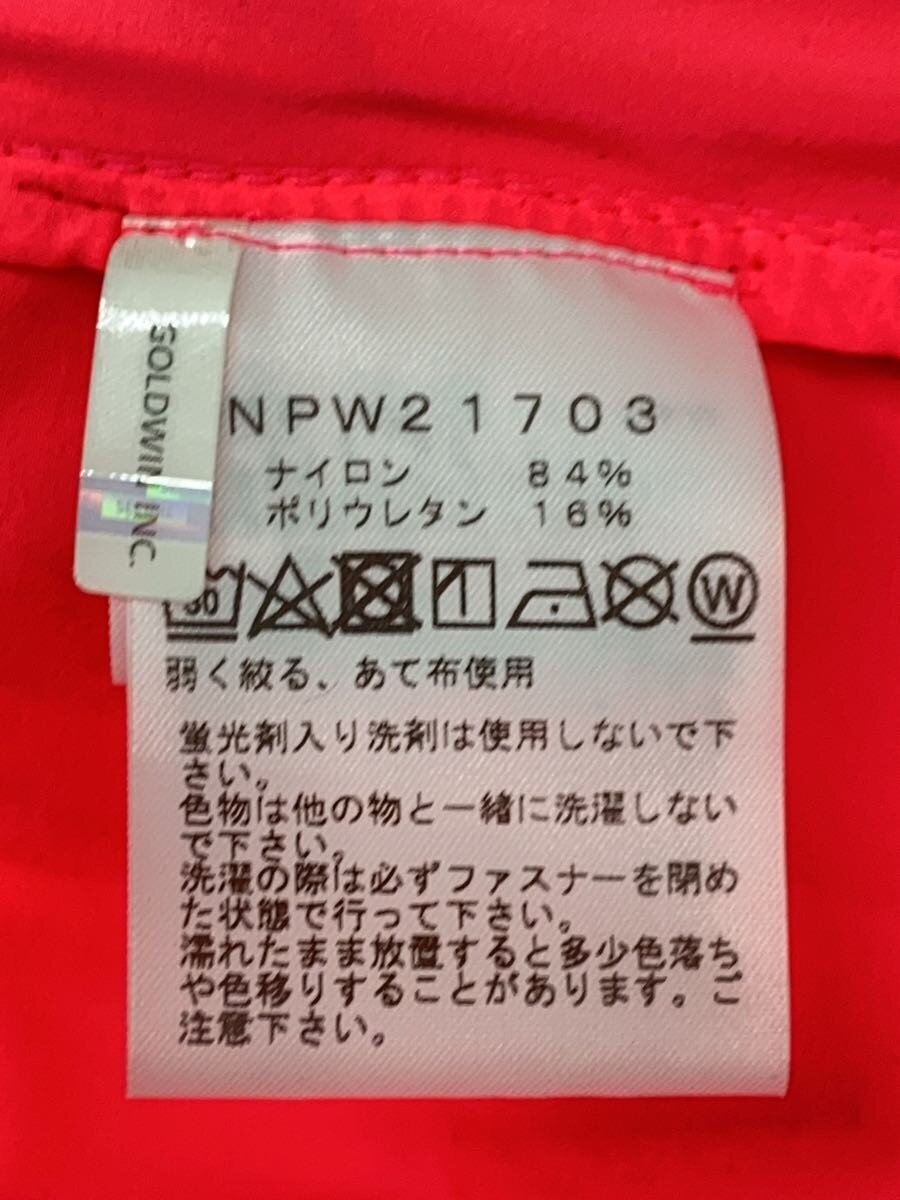 GOLDWIN INC.
NPW21703
ナイロン 84%
ポリウレタン 16%
W
弱く絞る、あて布使用
蛍光剤入り洗剤は使用しないで下
さい。
色物は他の物と一緒に洗濯しない
で下さい。
洗濯の際は必ずファスナーを閉め
た状態で行って下さい。
濡れたまま放置すると多少色落ち
や色移りすることがあります。ご
注意下さい。